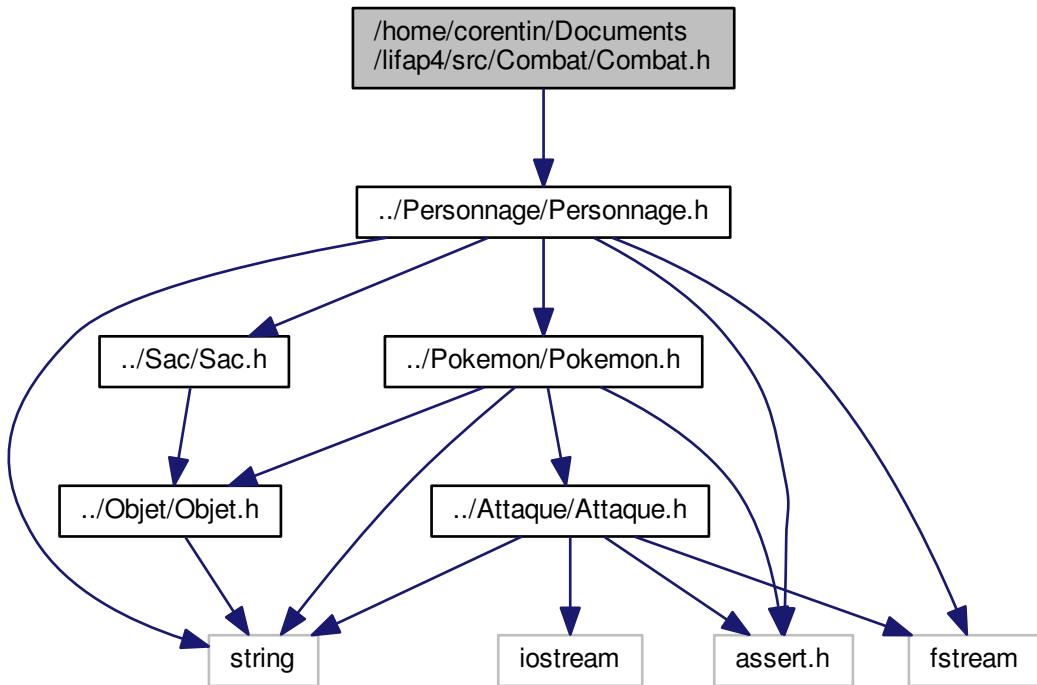 /home/corentin/Documents
/lifap4/src/Combat/Combat.h
../Personnage/Personnage.h
../Sac/Sac.h
../Pokemon/Pokemon.h
../Objet/Objet.h
../Attaque/Attaque.h
string
iostream
assert.h
fstream